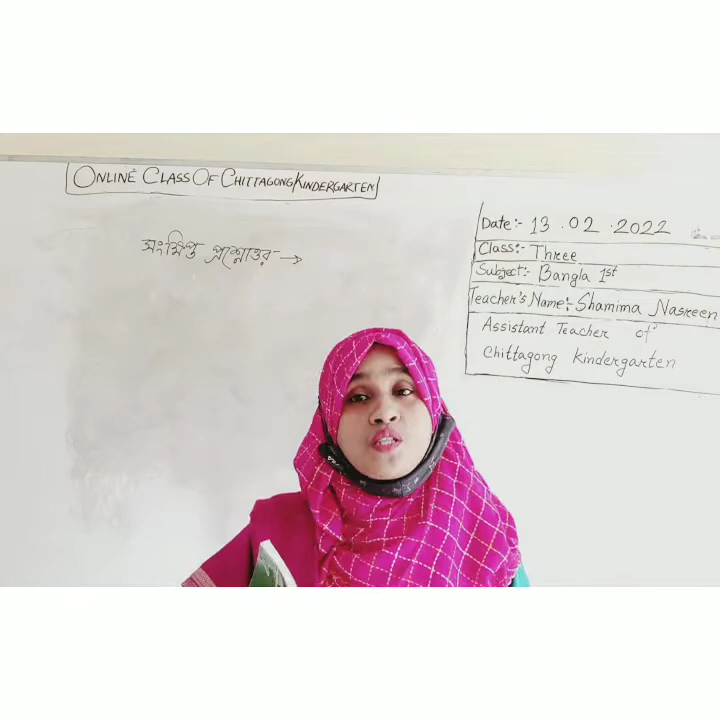 ONLINE CLASS OF CHITTAGONG KINDERGARTEN
সংক্ষিপ্ত প্রশ্নোত্তর →
Date:- 13.02.2022
Class:- Three
Subject:- Bangla 1st
Teacher's Name:- Shamima Nasreen
Assistant Teacher of
Chittagong kindergarten